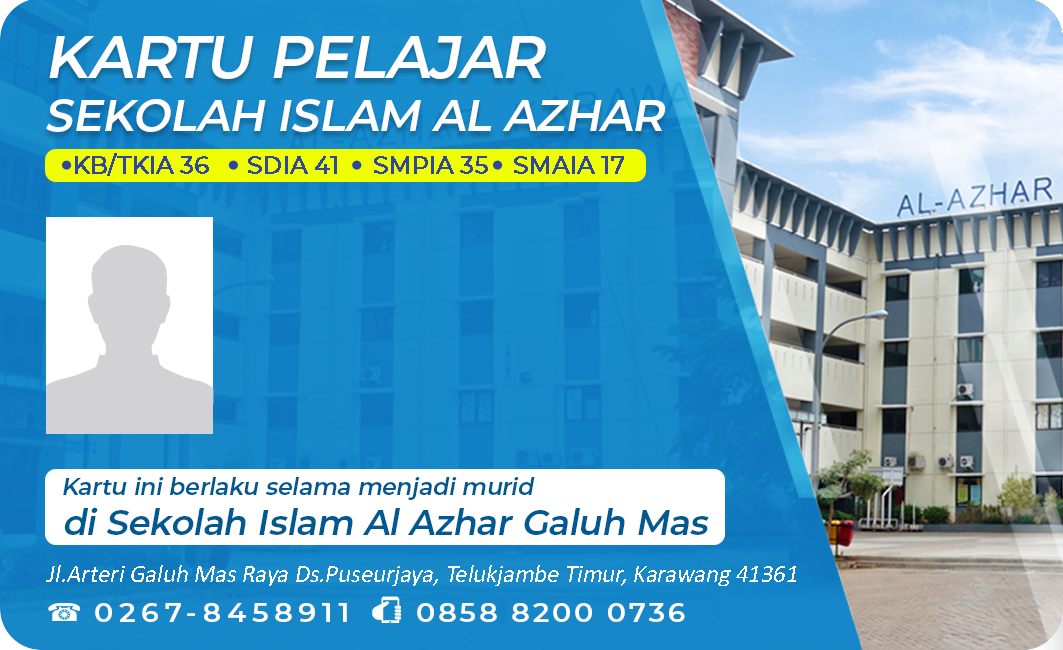 KARTU PELAJAR
SEKOLAH ISLAM AL AZHAR
•KB/TKIA 36 • SDIA 41 • SMPIA 35• SMAIA 17
AL-AZHAR
Kartu ini berlaku selama menjadi murid
di Sekolah Islam Al Azhar Galuh Mas
Jl.Arteri Galuh Mas Raya Ds.Puseurjaya, Telukjambe Timur, Karawang 41361
☎ 0267-8458911 0858 8200 0736